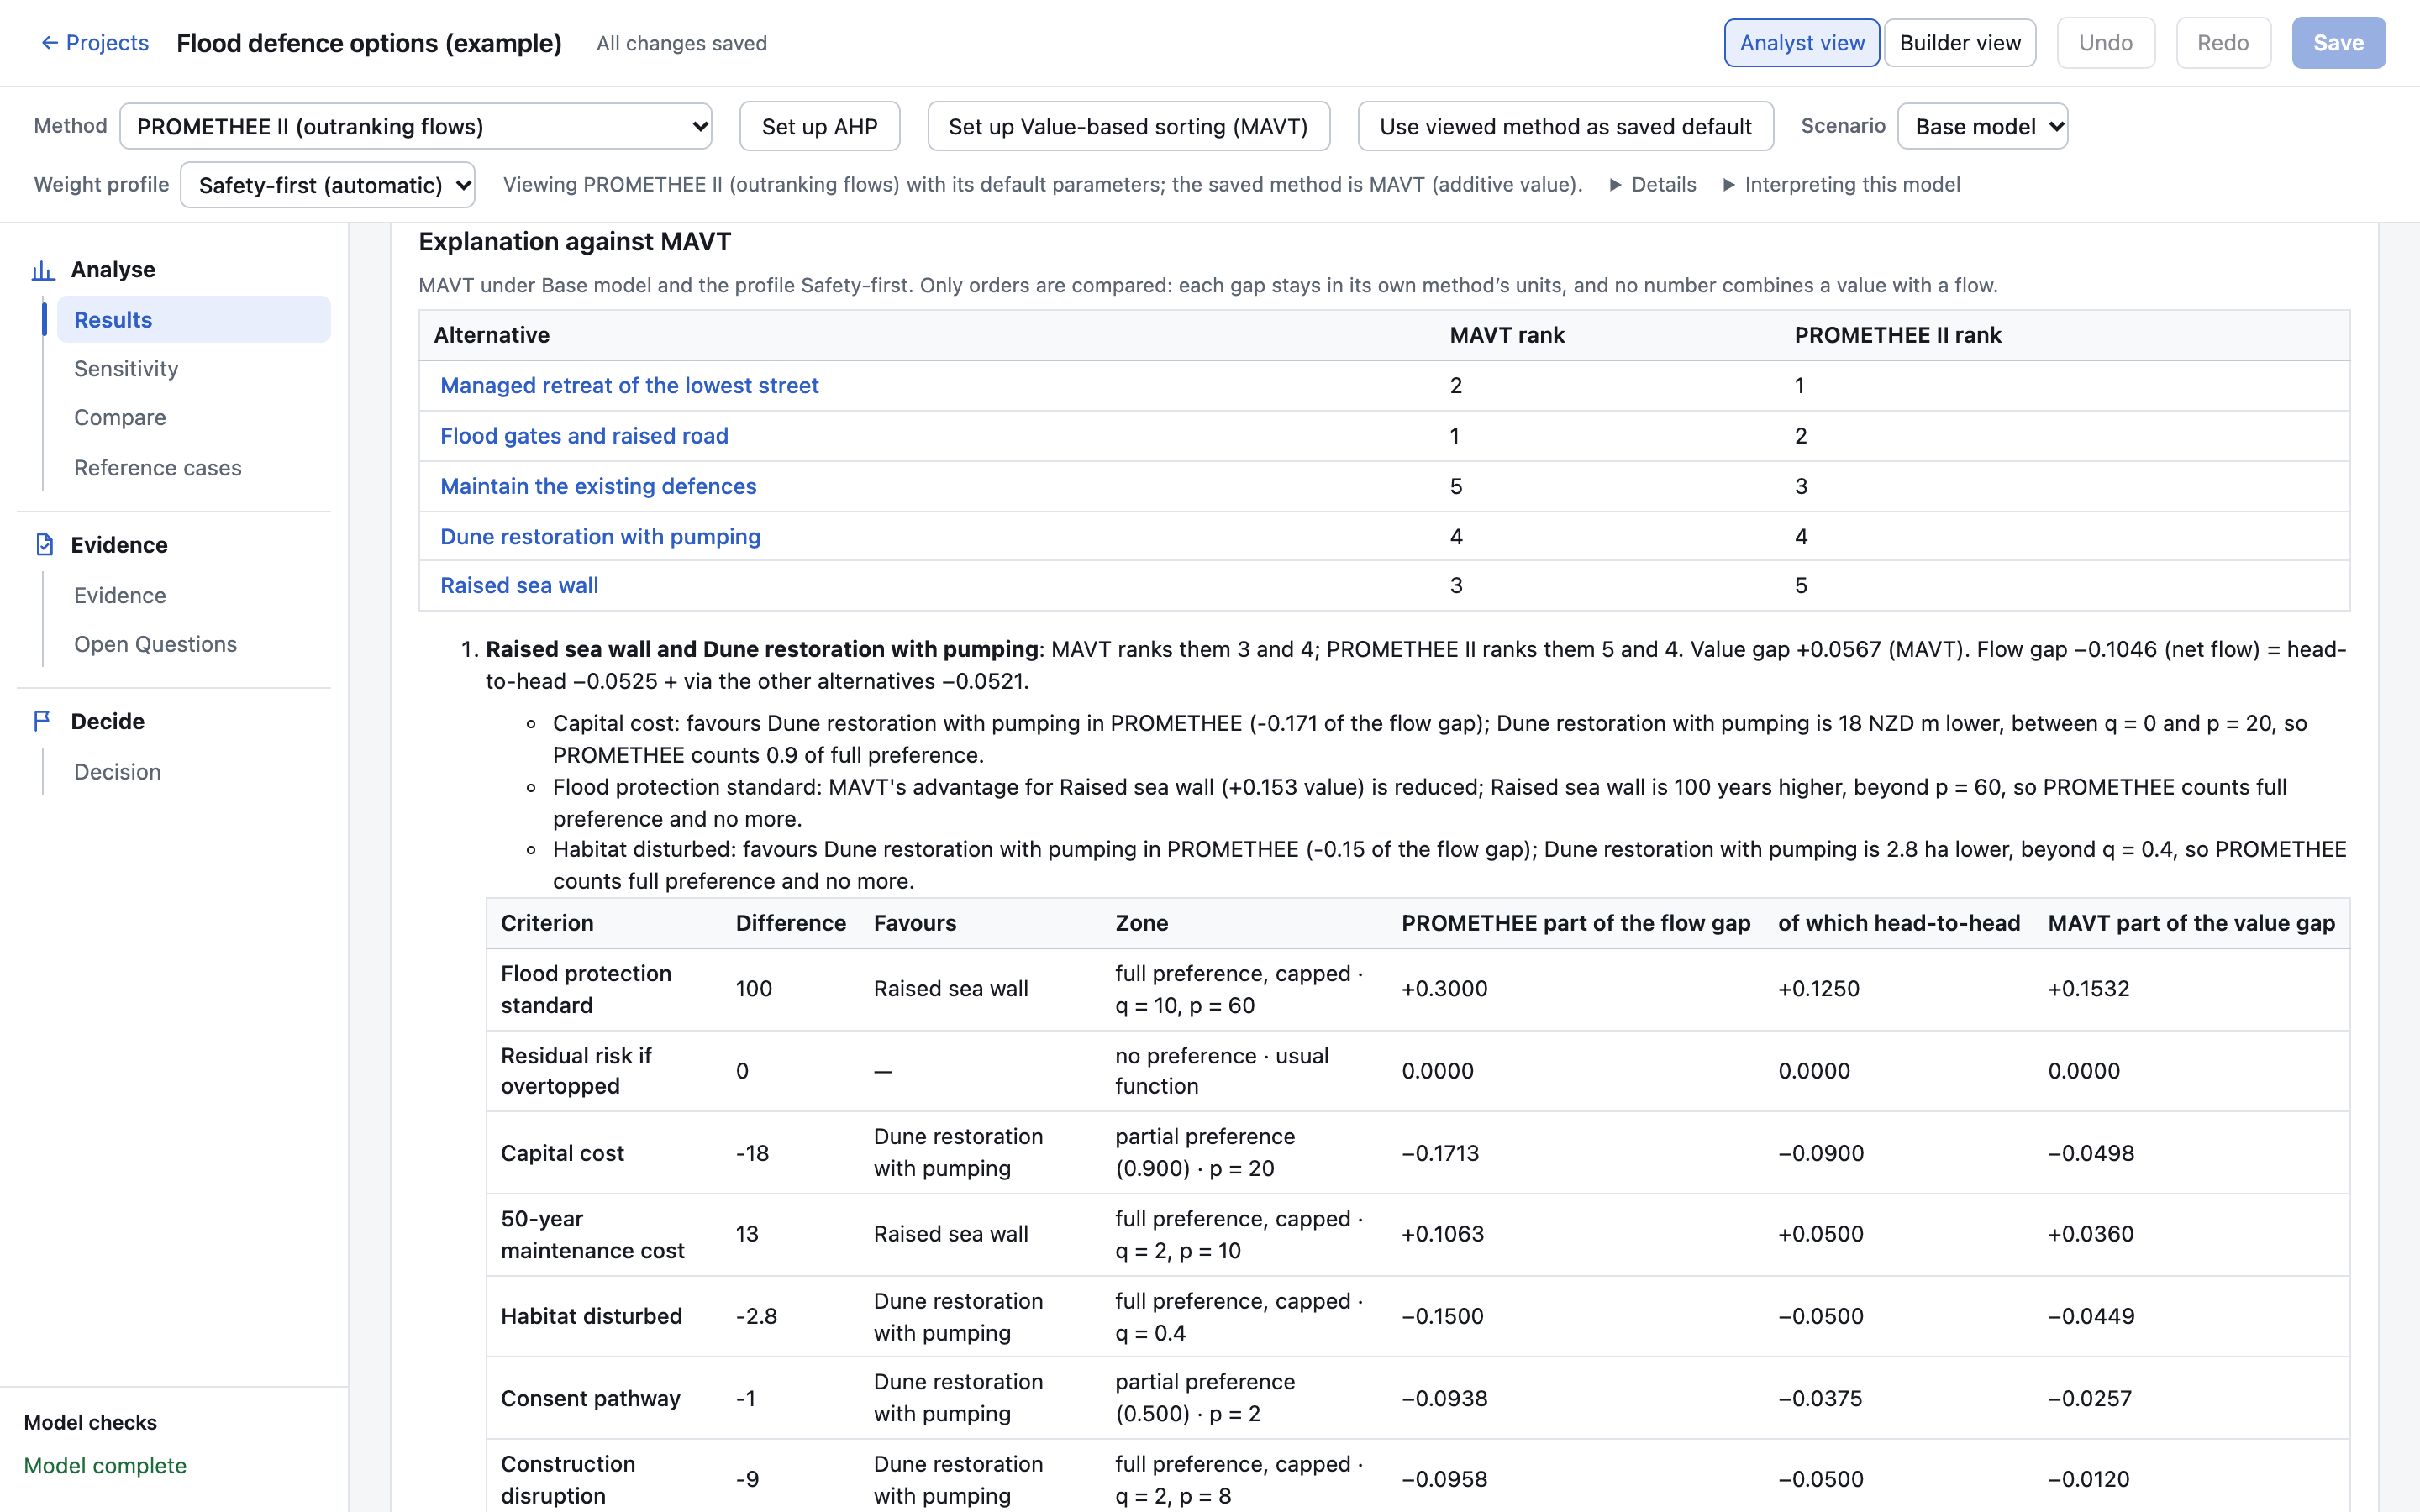 ← Projects Flood defence options (example) All changes saved Analyst view Builder view Undo Redo Save
Method PROMETHEE II (outranking flows) Set up AHP Set up Value-based sorting (MAVT) Use viewed method as saved default Scenario Base model
Weight profile Safety-first (automatic) Viewing PROMETHEE II (outranking flows) with its default parameters; the saved method is MAVT (additive value). ▶ Details ▶ Interpreting this model
Analyse
Results
Sensitivity
Compare
Reference cases
Evidence
Evidence
Open Questions
Decide
Decision
Model checks
Model complete
Explanation against MAVT
MAVT under Base model and the profile Safety-first. Only orders are compared: each gap stays in its own method’s units, and no number combines a value with a flow.
Alternative MAVT rank PROMETHEE II rank
Managed retreat of the lowest street 2 1
Flood gates and raised road 1 2
Maintain the existing defences 5 3
Dune restoration with pumping 4 4
Raised sea wall 3 5
1. Raised sea wall and Dune restoration with pumping: MAVT ranks them 3 and 4; PROMETHEE II ranks them 5 and 4. Value gap +0.0567 (MAVT). Flow gap −0.1046 (net flow) = head-
to-head −0.0525 + via the other alternatives −0.0521.
Capital cost: favours Dune restoration with pumping in PROMETHEE (-0.171 of the flow gap); Dune restoration with pumping is 18 NZD m lower, between q = 0 and p = 20, so
PROMETHEE counts 0.9 of full preference.
Flood protection standard: MAVT's advantage for Raised sea wall (+0.153 value) is reduced; Raised sea wall is 100 years higher, beyond p = 60, so PROMETHEE counts full
preference and no more.
Habitat disturbed: favours Dune restoration with pumping in PROMETHEE (-0.15 of the flow gap); Dune restoration with pumping is 2.8 ha lower, beyond q = 0.4, so PROMETHEE
counts full preference and no more.
Criterion Difference Favours Zone PROMETHEE part of the flow gap of which head-to-head MAVT part of the value gap
Flood protection
standard
100 Raised sea wall
full preference, capped ·
q = 10, p = 60
+0.3000 +0.1250 +0.1532
Residual risk if
overtopped
0 —
no preference · usual
function
0.0000 0.0000 0.0000
Capital cost -18
Dune restoration
with pumping
partial preference
(0.900) · p = 20
−0.1713 −0.0900 −0.0498
50-year
maintenance cost
13 Raised sea wall
full preference, capped ·
q = 2, p = 10
+0.1063 +0.0500 +0.0360
Habitat disturbed -2.8
Dune restoration
with pumping
full preference, capped ·
q = 0.4
−0.1500 −0.0500 −0.0449
Consent pathway -1
Dune restoration
with pumping
partial preference
(0.500) · p = 2
−0.0938 −0.0375 −0.0257
Construction
disruption
-9
Dune restoration
with pumping
full preference, capped ·
q = 2, p = 8
−0.0958 −0.0500 −0.0120